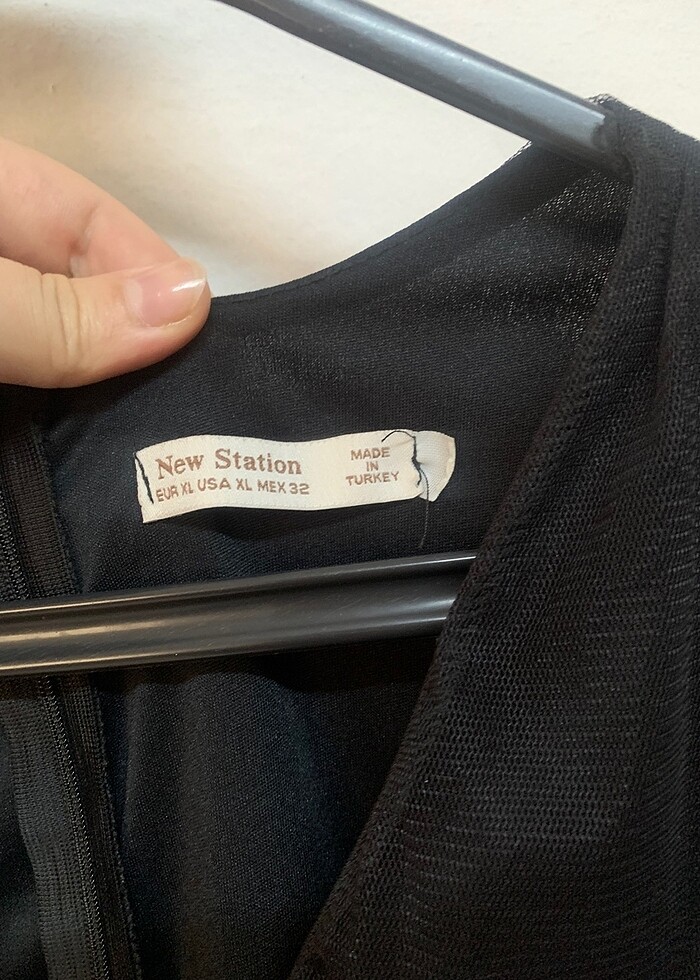 New Station
EUR XL USA XL MEX 32
MADE
IN
TURKEY